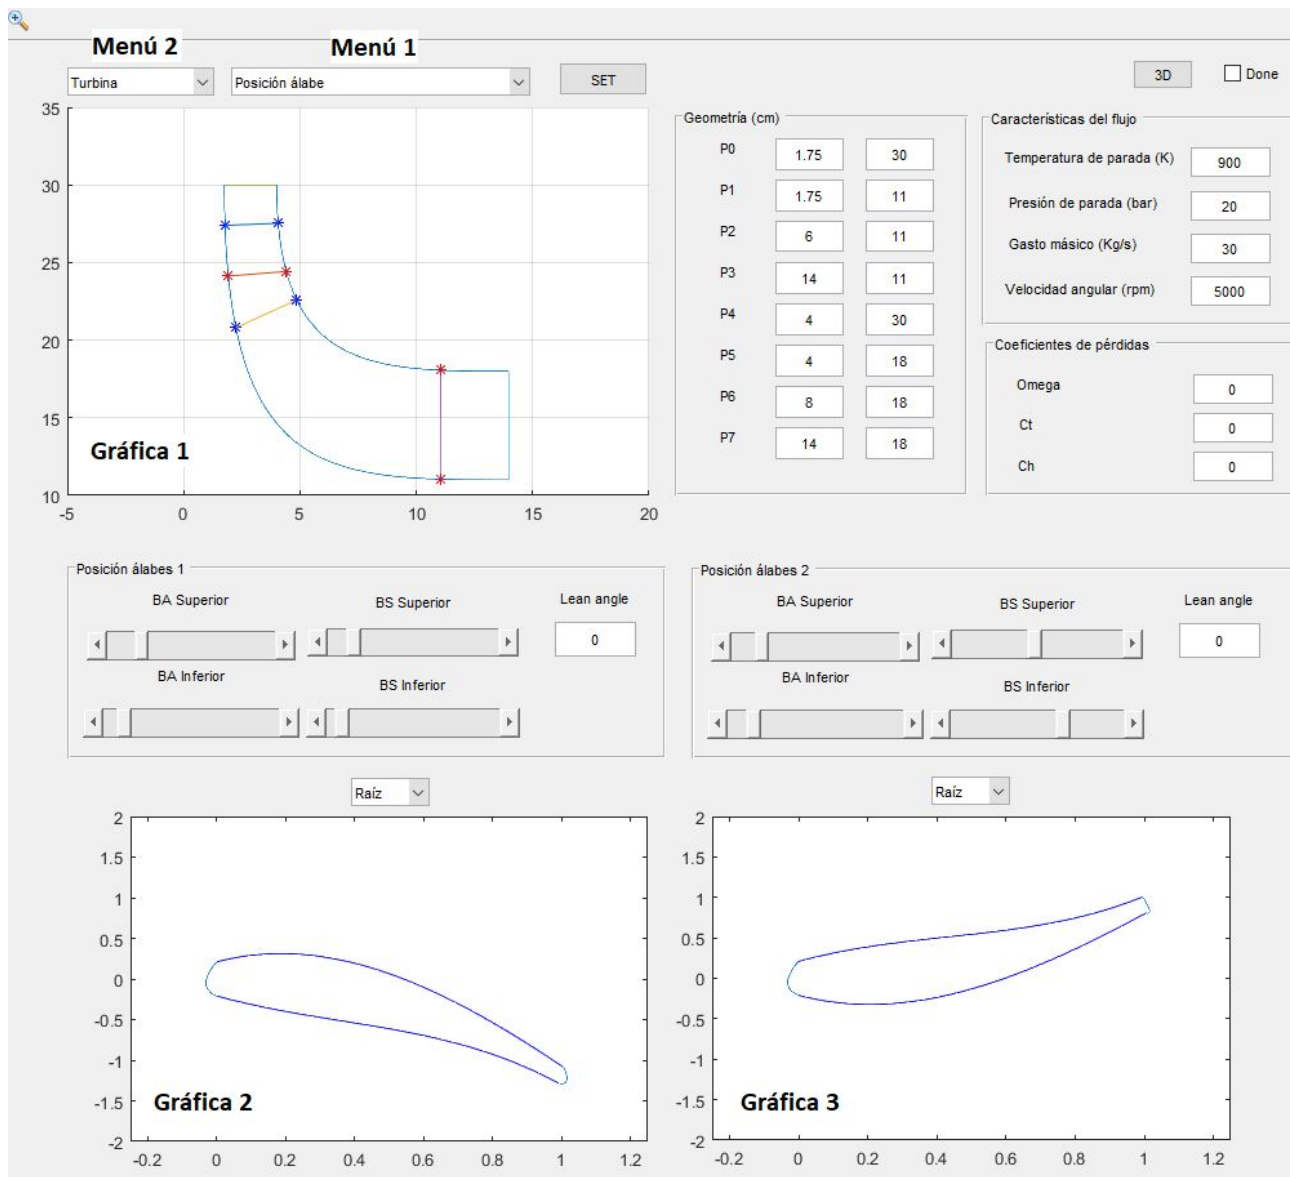 Menú 2
Menú 1
Turbina
Posición álabe
SET
3D
Done
35
30
25
20
15
10
-5
0
5
10
15
20
Gráfica 1
Geometría (cm)
P0 1.75 30
P1 1.75 11
P2 6 11
P3 14 11
P4 4 30
P5 4 18
P6 8 18
P7 14 18
Características del flujo
Temperatura de parada (K) 900
Presión de parada (bar) 20
Gasto másico (Kg/s) 30
Velocidad angular (rpm) 5000
Coeficientes de pérdidas
Omega 0
Ct 0
Ch 0
Posición álabes 1
BA Superior
BS Superior
Lean angle
0
BA Inferior
BS Inferior
Posición álabes 2
BA Superior
BS Superior
Lean angle
0
BA Inferior
BS Inferior
Raíz
2
1.5
1
0.5
0
-0.5
-1
-1.5
-2
-0.2
0
0.2
0.4
0.6
0.8
1
1.2
Gráfica 2
Raíz
2
1.5
1
0.5
0
-0.5
-1
-1.5
-2
-0.2
0
0.2
0.4
0.6
0.8
1
1.2
Gráfica 3